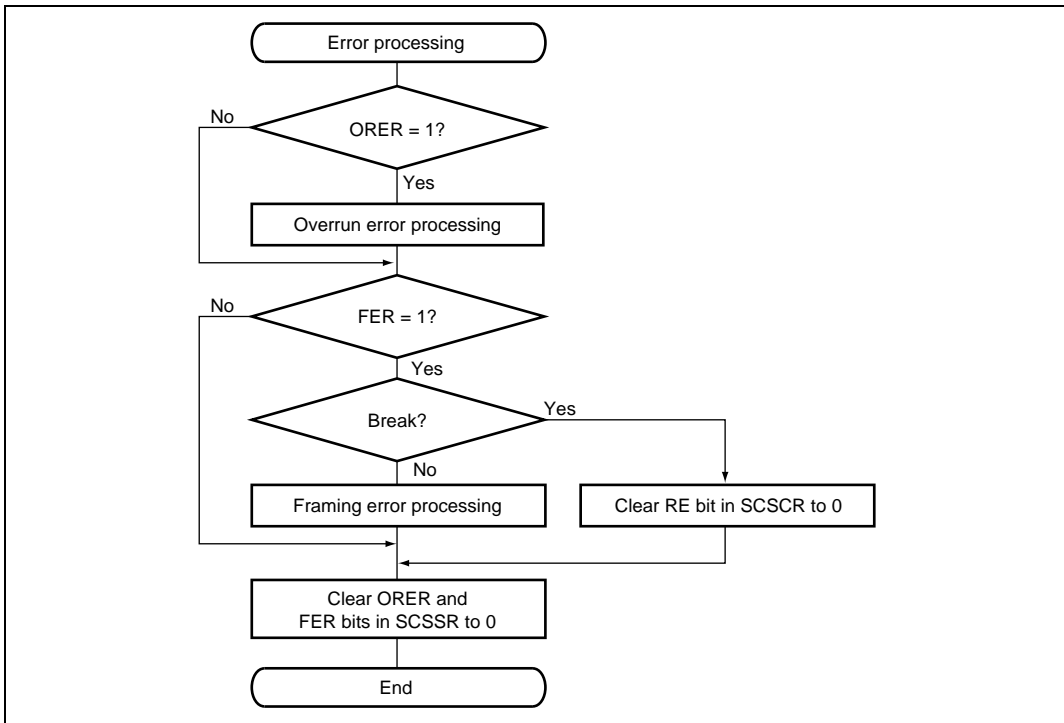 Error processing
No
ORER = 1?
Yes
Overrun error processing
No
FER = 1?
Yes
Break?
Yes
No
Framing error processing
Clear RE bit in SCSCR to 0
Clear ORER and
FER bits in SCSSR to 0
End